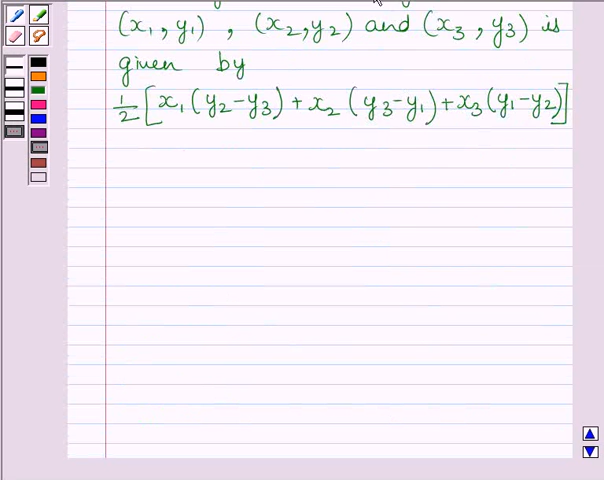 (x₁, y₁) , (x₂, y₂) and (x₃, y₃) is
given by
½[x₁(y₂−y₃)+x₂(y₃−y₁)+x₃(y₁−y₂)]